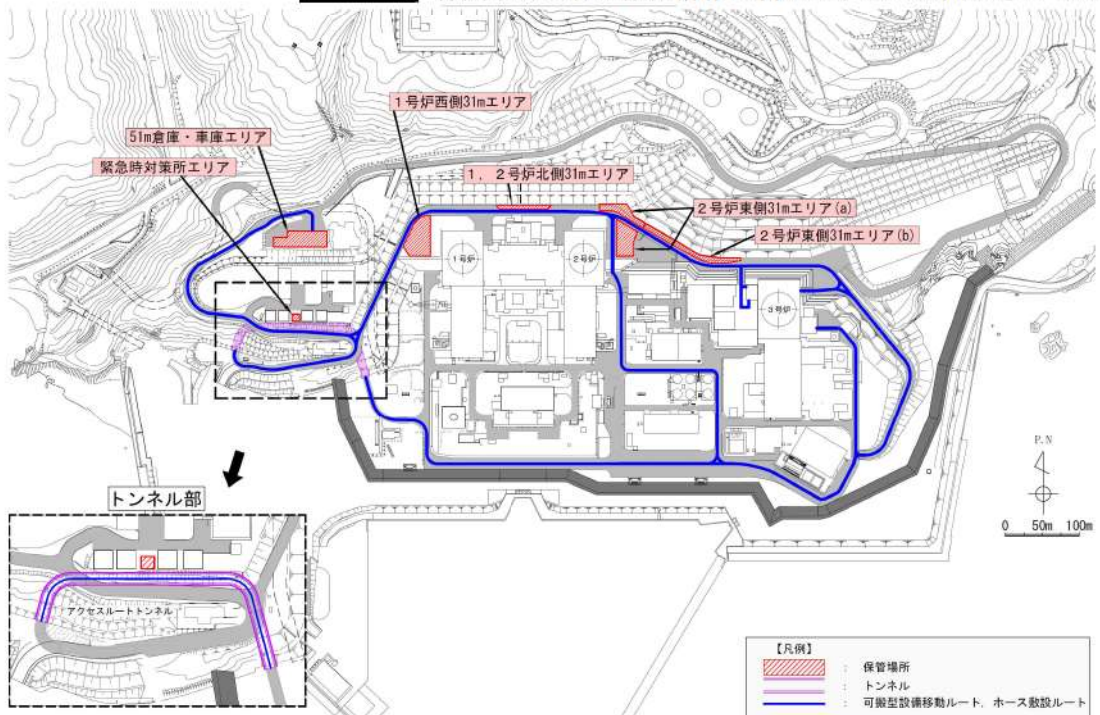 1号炉西側31mエリア
51m倉庫・車庫エリア
緊急時対策所エリア
1，2号炉北側31mエリア
2号炉東側31mエリア(a)
2号炉東側31mエリア(b)
1号炉
2号炉
3号炉
P.N
0 50m 100m
トンネル部
アクセスルートトンネル
【凡例】
： 保管場所
： トンネル
： 可搬型設備移動ルート，ホース敷設ルート